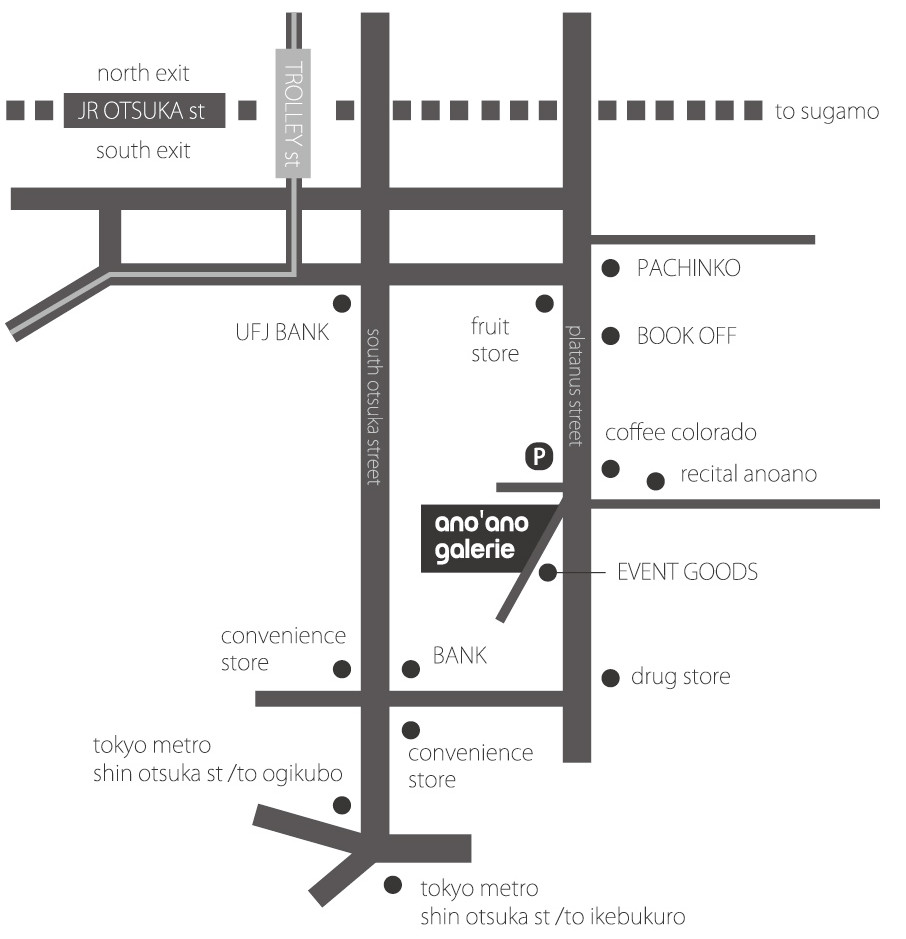 north exit
JR OTSUKA st
south exit
TROLLEY st
to sugamo
PACHINKO
UFJ BANK
fruit
store
BOOK OFF
south otsuka street
platanus street
coffee colorado
P
recital anoano
ano'ano
galerie
EVENT GOODS
convenience
store
BANK
drug store
tokyo metro
shin otsuka st /to ogikubo
convenience
store
tokyo metro
shin otsuka st /to ikebukuro